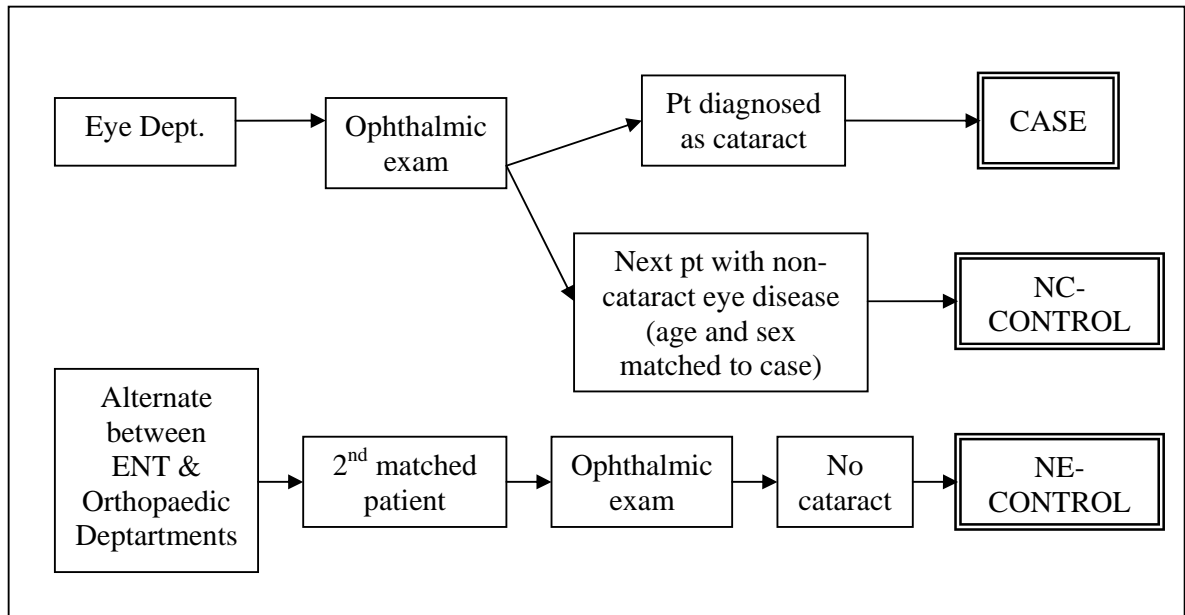 Eye Dept.
Ophthalmic
exam
Pt diagnosed
as cataract
CASE
Next pt with non-
cataract eye disease
(age and sex
matched to case)
NC-
CONTROL
Alternate
between
ENT &
Orthopaedic
Deptartments
2nd matched
patient
Ophthalmic
exam
No
cataract
NE-
CONTROL